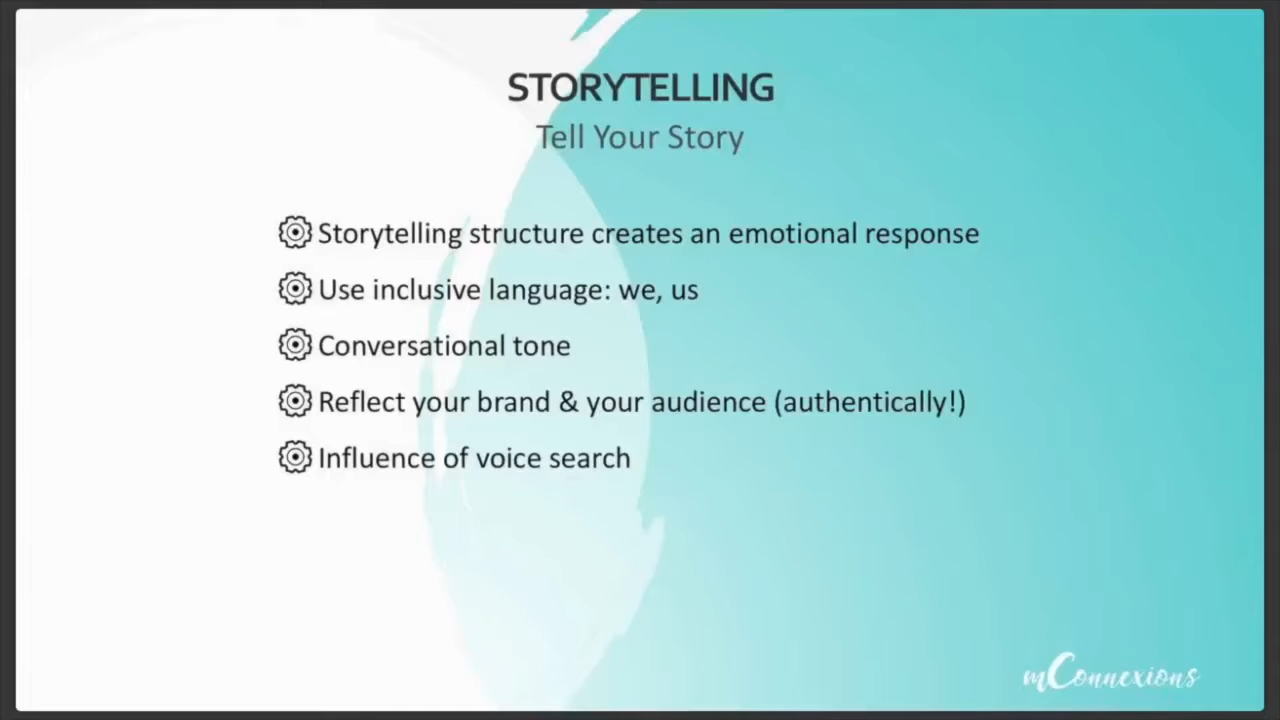 STORYTELLING
Tell Your Story
Storytelling structure creates an emotional response
Use inclusive language: we, us
Conversational tone
Reflect your brand & your audience (authentically!)
Influence of voice search
mConnexions